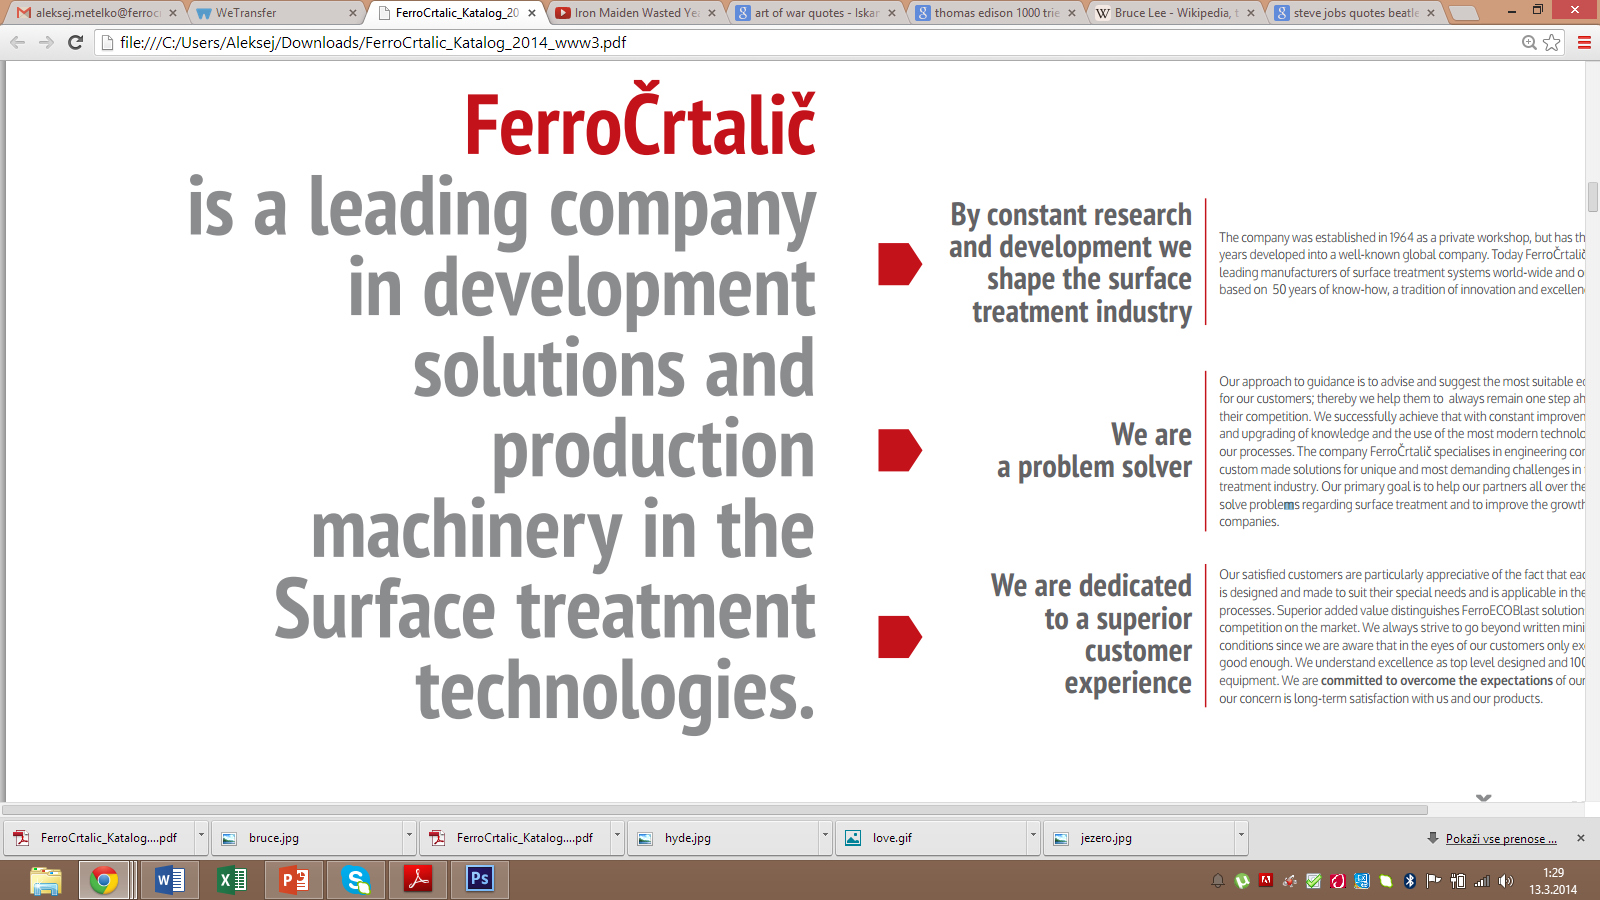 aleksej.metelko@ferrocr
WeTransfer
FerroCrtalic_Katalog_20
Iron Maiden Wasted Yea
art of war quotes - Iskan
thomas edison 1000 trie
Bruce Lee - Wikipedia, t
steve jobs quotes beatle
file:///C:/Users/Aleksej/Downloads/FerroCrtalic_Katalog_2014_www3.pdf
FerroČrtalič
is a leading company
in development
solutions and
production
machinery in the
Surface treatment
technologies.
By constant research
and development we
shape the surface
treatment industry
The company was established in 1964 as a private workshop, but has th
years developed into a well-known global company. Today FerroČrtalič
leading manufacturers of surface treatment systems world-wide and o
based on 50 years of know-how, a tradition of innovation and excellen
We are
a problem solver
Our approach to guidance is to advise and suggest the most suitable ec
for our customers; thereby we help them to always remain one step ah
their competition. We successfully achieve that with constant improven
and upgrading of knowledge and the use of the most modern technolo
our processes. The company FerroČrtalič specialises in engineering cor
custom made solutions for unique and most demanding challenges in
treatment industry. Our primary goal is to help our partners all over the
solve problems regarding surface treatment and to improve the growth
companies.
We are dedicated
to a superior
customer
experience
Our satisfied customers are particularly appreciative of the fact that eac
is designed and made to suit their special needs and is applicable in the
processes. Superior added value distinguishes FerroECOBlast solution
competition on the market. We always strive to go beyond written mini
conditions since we are aware that in the eyes of our customers only ex
good enough. We understand excellence as top level designed and 100
equipment. We are committed to overcome the expectations of our
our concern is long-term satisfaction with us and our products.
FerroCrtalic_Katalog....pdf
bruce.jpg
FerroCrtalic_Katalog....pdf
hyde.jpg
love.gif
jezero.jpg
Pokaži vse prenose ...
1:29
13.3.2014